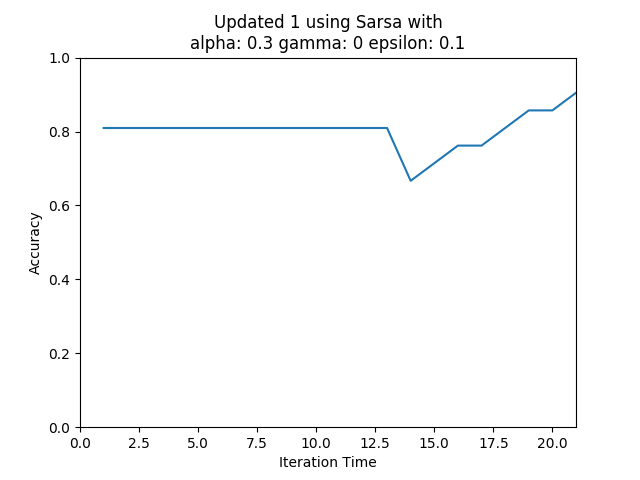 Updated 1 using Sarsa with
alpha: 0.3 gamma: 0 epsilon: 0.1
1.0
0.8
0.6
0.4
0.2
0.0
Accuracy
0.0 2.5 5.0 7.5 10.0 12.5 15.0 17.5 20.0
Iteration Time